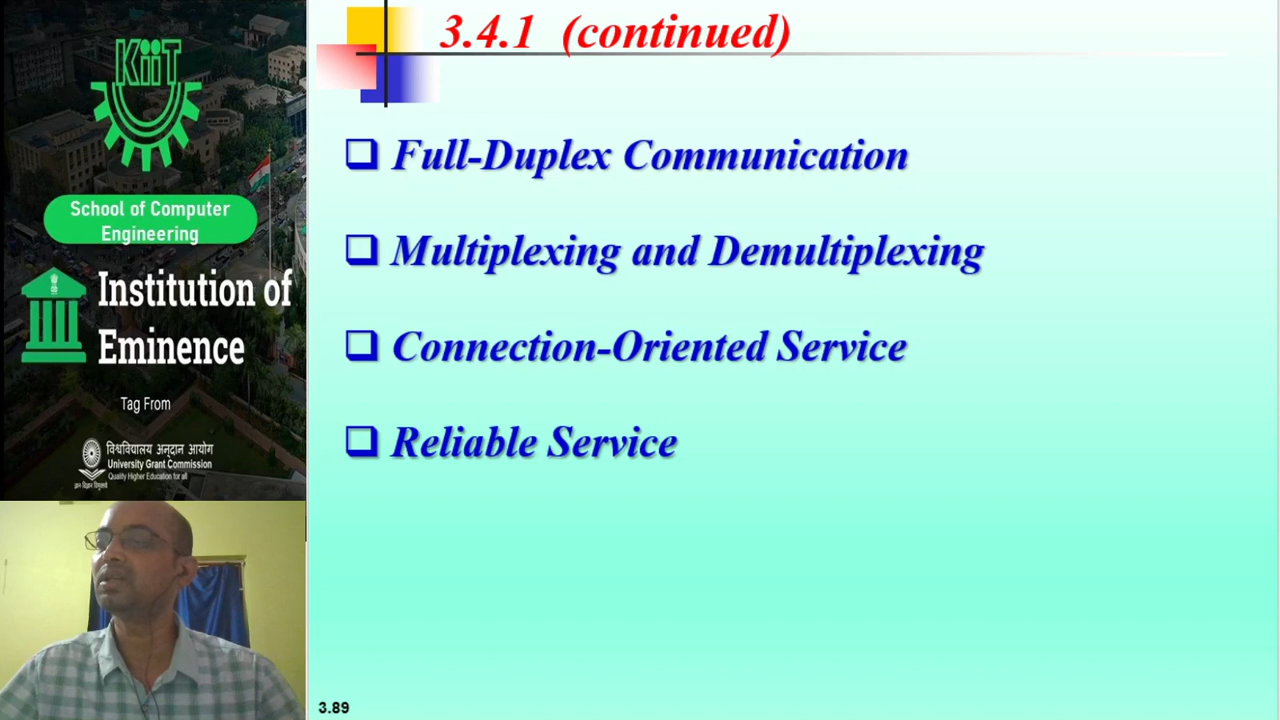 KiiT
School of Computer
Engineering
Institution of
Eminence
Tag From
विश्वविद्यालय अनुदान आयोग
University Grant Commission
Quality Higher Education for all
3.4.1 (continued)
❑ Full-Duplex Communication
❑ Multiplexing and Demultiplexing
❑ Connection-Oriented Service
❑ Reliable Service
3.89